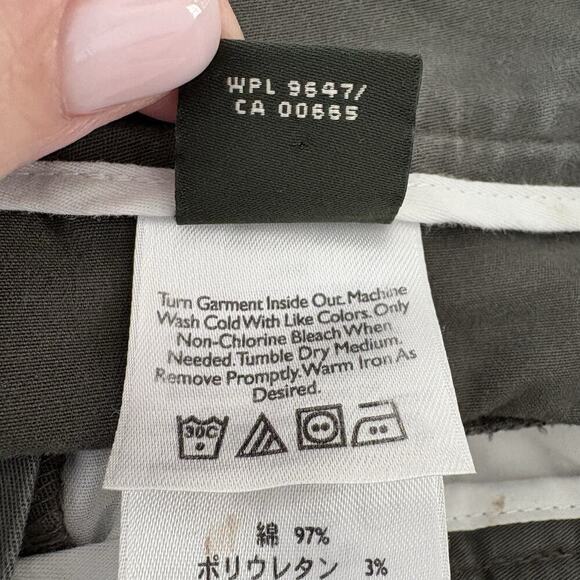 WPL 9647/
CA 00665
Turn Garment Inside Out. Machine
Wash Cold With Like Colors. Only
Non-Chlorine Bleach When
Needed. Tumble Dry Medium.
Remove Promptly. Warm Iron As
Desired.
30C
綿 97%
ポリウレタン 3%